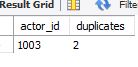 Result Grid Filte
actor_id duplicates
1003 2